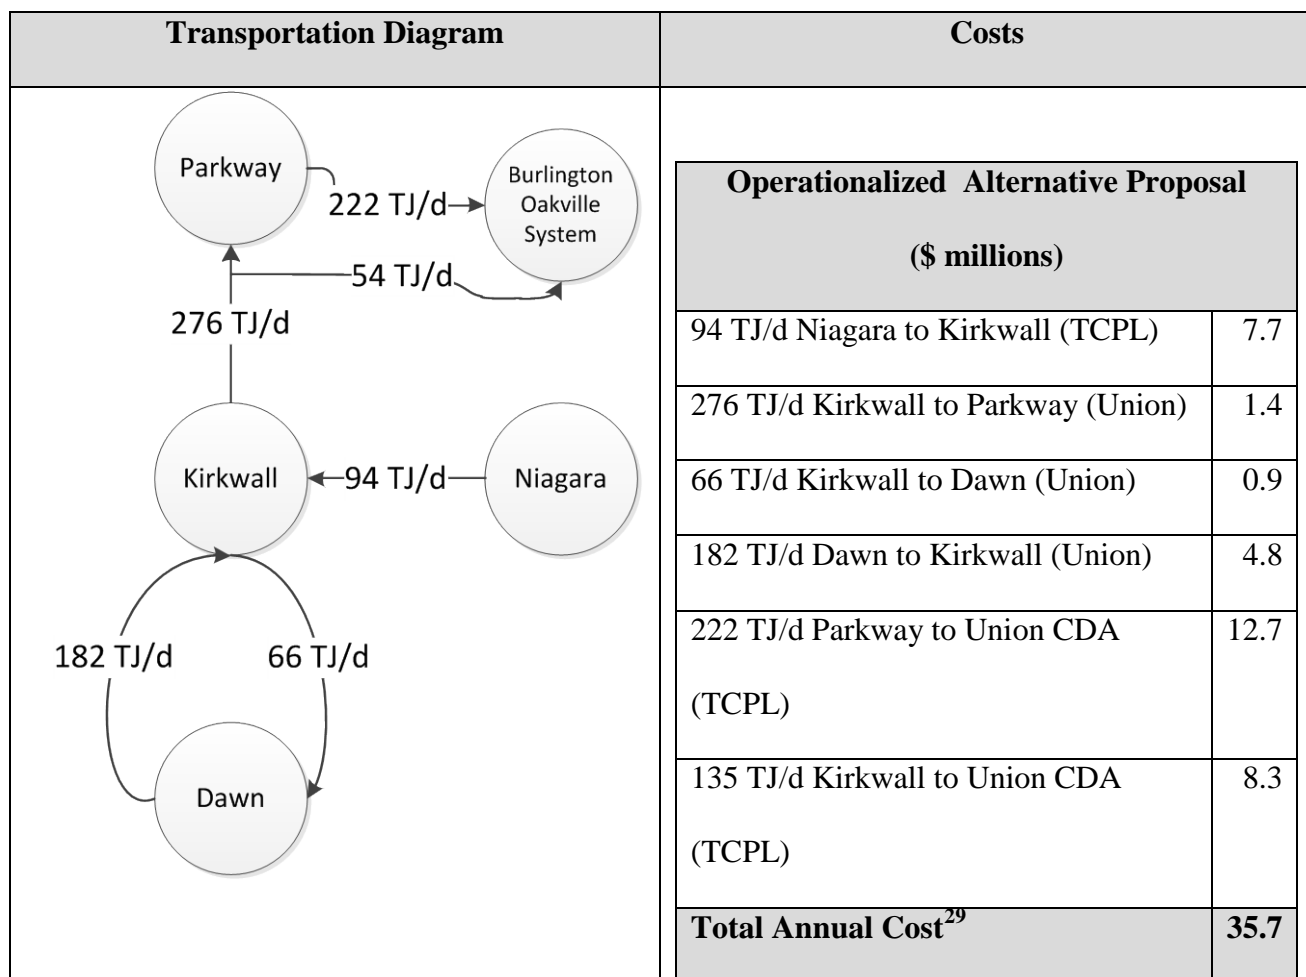 Transportation Diagram
Costs
Parkway
222 TJ/d
Burlington
Oakville
System
54 TJ/d
276 TJ/d
Kirkwall
94 TJ/d
Niagara
182 TJ/d
66 TJ/d
Dawn
Operationalized Alternative Proposal
($ millions)
94 TJ/d Niagara to Kirkwall (TCPL) 7.7
276 TJ/d Kirkwall to Parkway (Union) 1.4
66 TJ/d Kirkwall to Dawn (Union) 0.9
182 TJ/d Dawn to Kirkwall (Union) 4.8
222 TJ/d Parkway to Union CDA 12.7
(TCPL)
135 TJ/d Kirkwall to Union CDA 8.3
(TCPL)
Total Annual Cost29 35.7